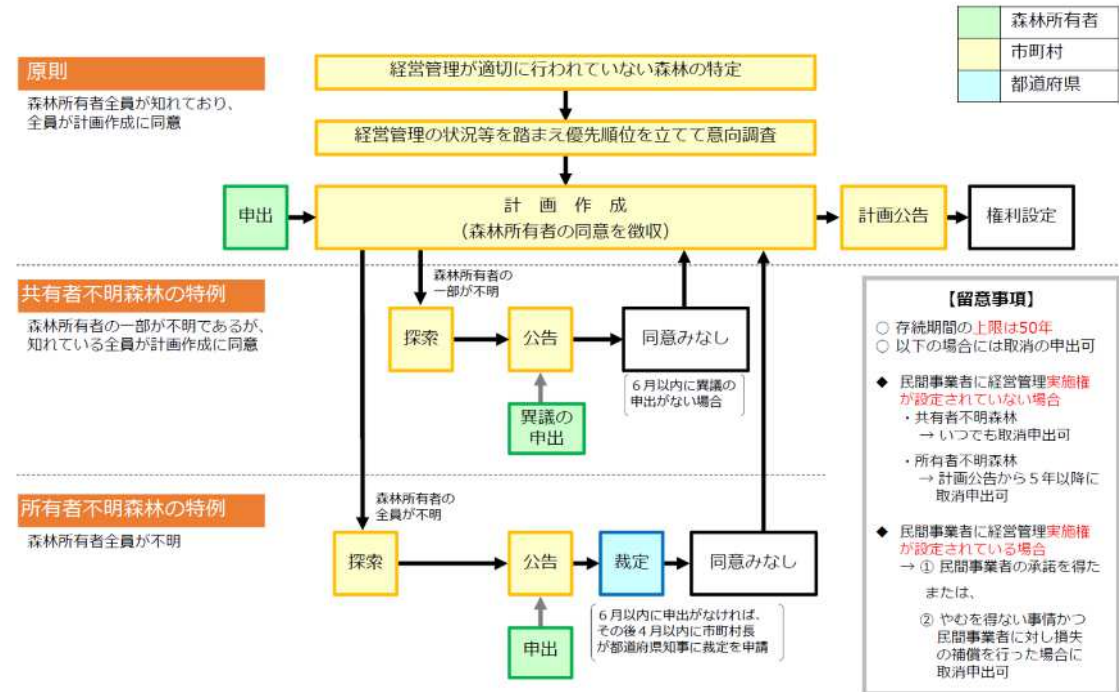 森林所有者
市町村
都道府県
原則
森林所有者全員が知れており、
全員が計画作成に同意
経営管理が適切に行われていない森林の特定
経営管理の状況等を踏まえ優先順位を立てて意向調査
申出
計 画 作 成
(森林所有者の同意を徴収)
計画公告
権利設定
共有者不明森林の特例
森林所有者の一部が不明であるが、
知れている全員が計画作成に同意
森林所有者の
一部が不明
探索
公告
同意みなし
6月以内に異議の
申出がない場合
異議の
申出
所有者不明森林の特例
森林所有者全員が不明
森林所有者の
全員が不明
探索
公告
裁定
同意みなし
6月以内に申出がなければ、
その後4月以内に市町村長
が都道府県知事に裁定を申請
申出
【留意事項】
○ 存続期間の上限は50年
○ 以下の場合には取消の申出可
◆ 民間事業者に経営管理実施権
が設定されていない場合
・共有者不明森林
→ いつでも取消申出可
・所有者不明森林
→ 計画公告から5年以降に
取消申出可
◆ 民間事業者に経営管理実施権
が設定されている場合
→ ① 民間事業者の承諾を得た
または、
② やむを得ない事情かつ
民間事業者に対し損失
の補償を行った場合に
取消申出可